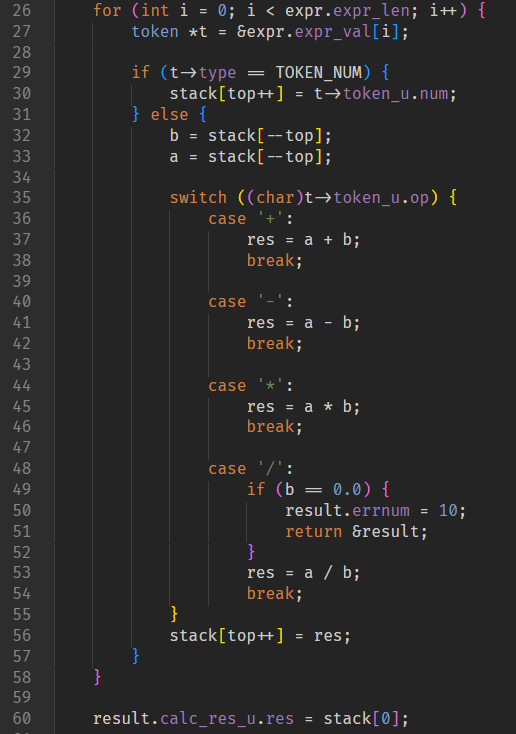 26 for (int i = 0; i < expr.expr_len; i++) {
27 token *t = &expr.expr_val[i];
28
29 if (t->type == TOKEN_NUM) {
30 stack[top++] = t->token_u.num;
31 } else {
32 b = stack[--top];
33 a = stack[--top];
34
35 switch ((char)t->token_u.op) {
36 case '+':
37 res = a + b;
38 break;
39
40 case '-':
41 res = a - b;
42 break;
43
44 case '*':
45 res = a * b;
46 break;
47
48 case '/':
49 if (b == 0.0) {
50 result.errnum = 10;
51 return &result;
52 }
53 res = a / b;
54 break;
55 }
56 stack[top++] = res;
57 }
58 }
59
60 result.calc_res_u.res = stack[0];